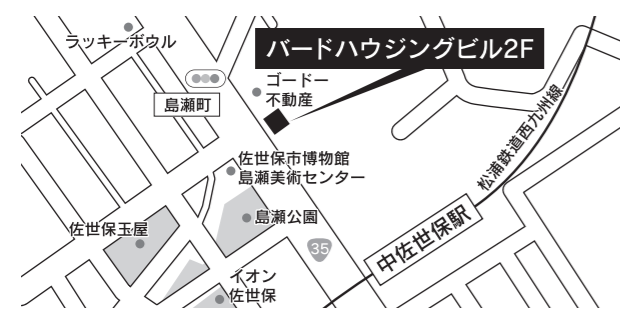 ラッキーボウル
バードハウジングビル2F
ゴードー
不動産
島瀬町
松浦鉄道西九州線
佐世保市博物館
島瀬美術センター
島瀬公園
佐世保玉屋
中佐世保駅
35
イオン
佐世保